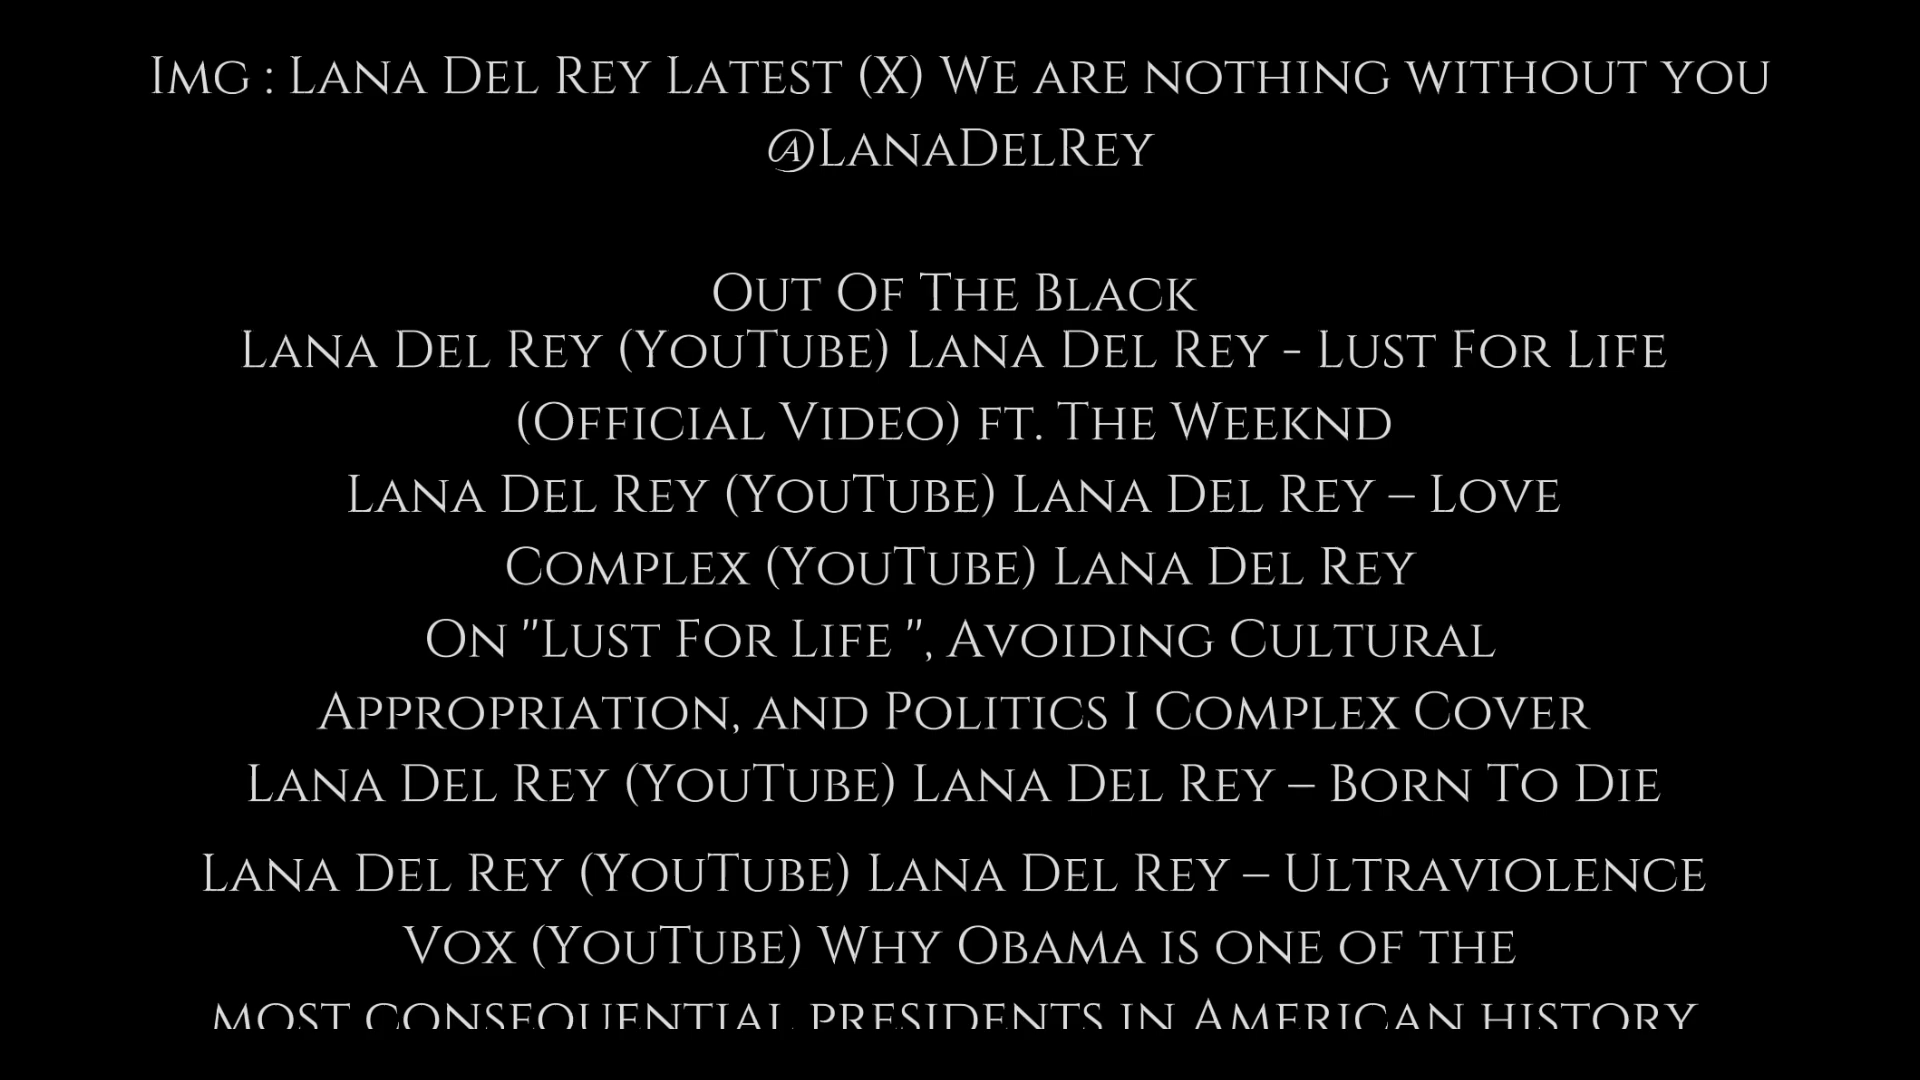 Img : Lana Del Rey Latest (X) We are nothing without you
@LanaDelRey
Out Of The Black
Lana Del Rey (YouTube) Lana Del Rey - Lust For Life
(Official Video) ft. The Weeknd
Lana Del Rey (YouTube) Lana Del Rey – Love
Complex (YouTube) Lana Del Rey
On "Lust For Life ", Avoiding Cultural
Appropriation, and Politics I Complex Cover
Lana Del Rey (YouTube) Lana Del Rey – Born To Die
Lana Del Rey (YouTube) Lana Del Rey – Ultraviolence
Vox (YouTube) Why Obama is one of the
most consequential presidents in American history